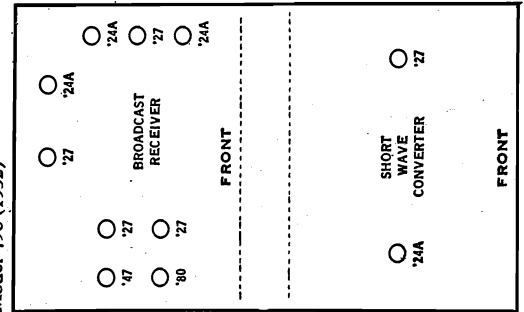 '27 '24A
'24A
'47 '27
'27
BROADCAST
RECEIVER
'80 '27
'24A
FRONT
SHORT
WAVE
CONVERTER
'24A '27
FRONT